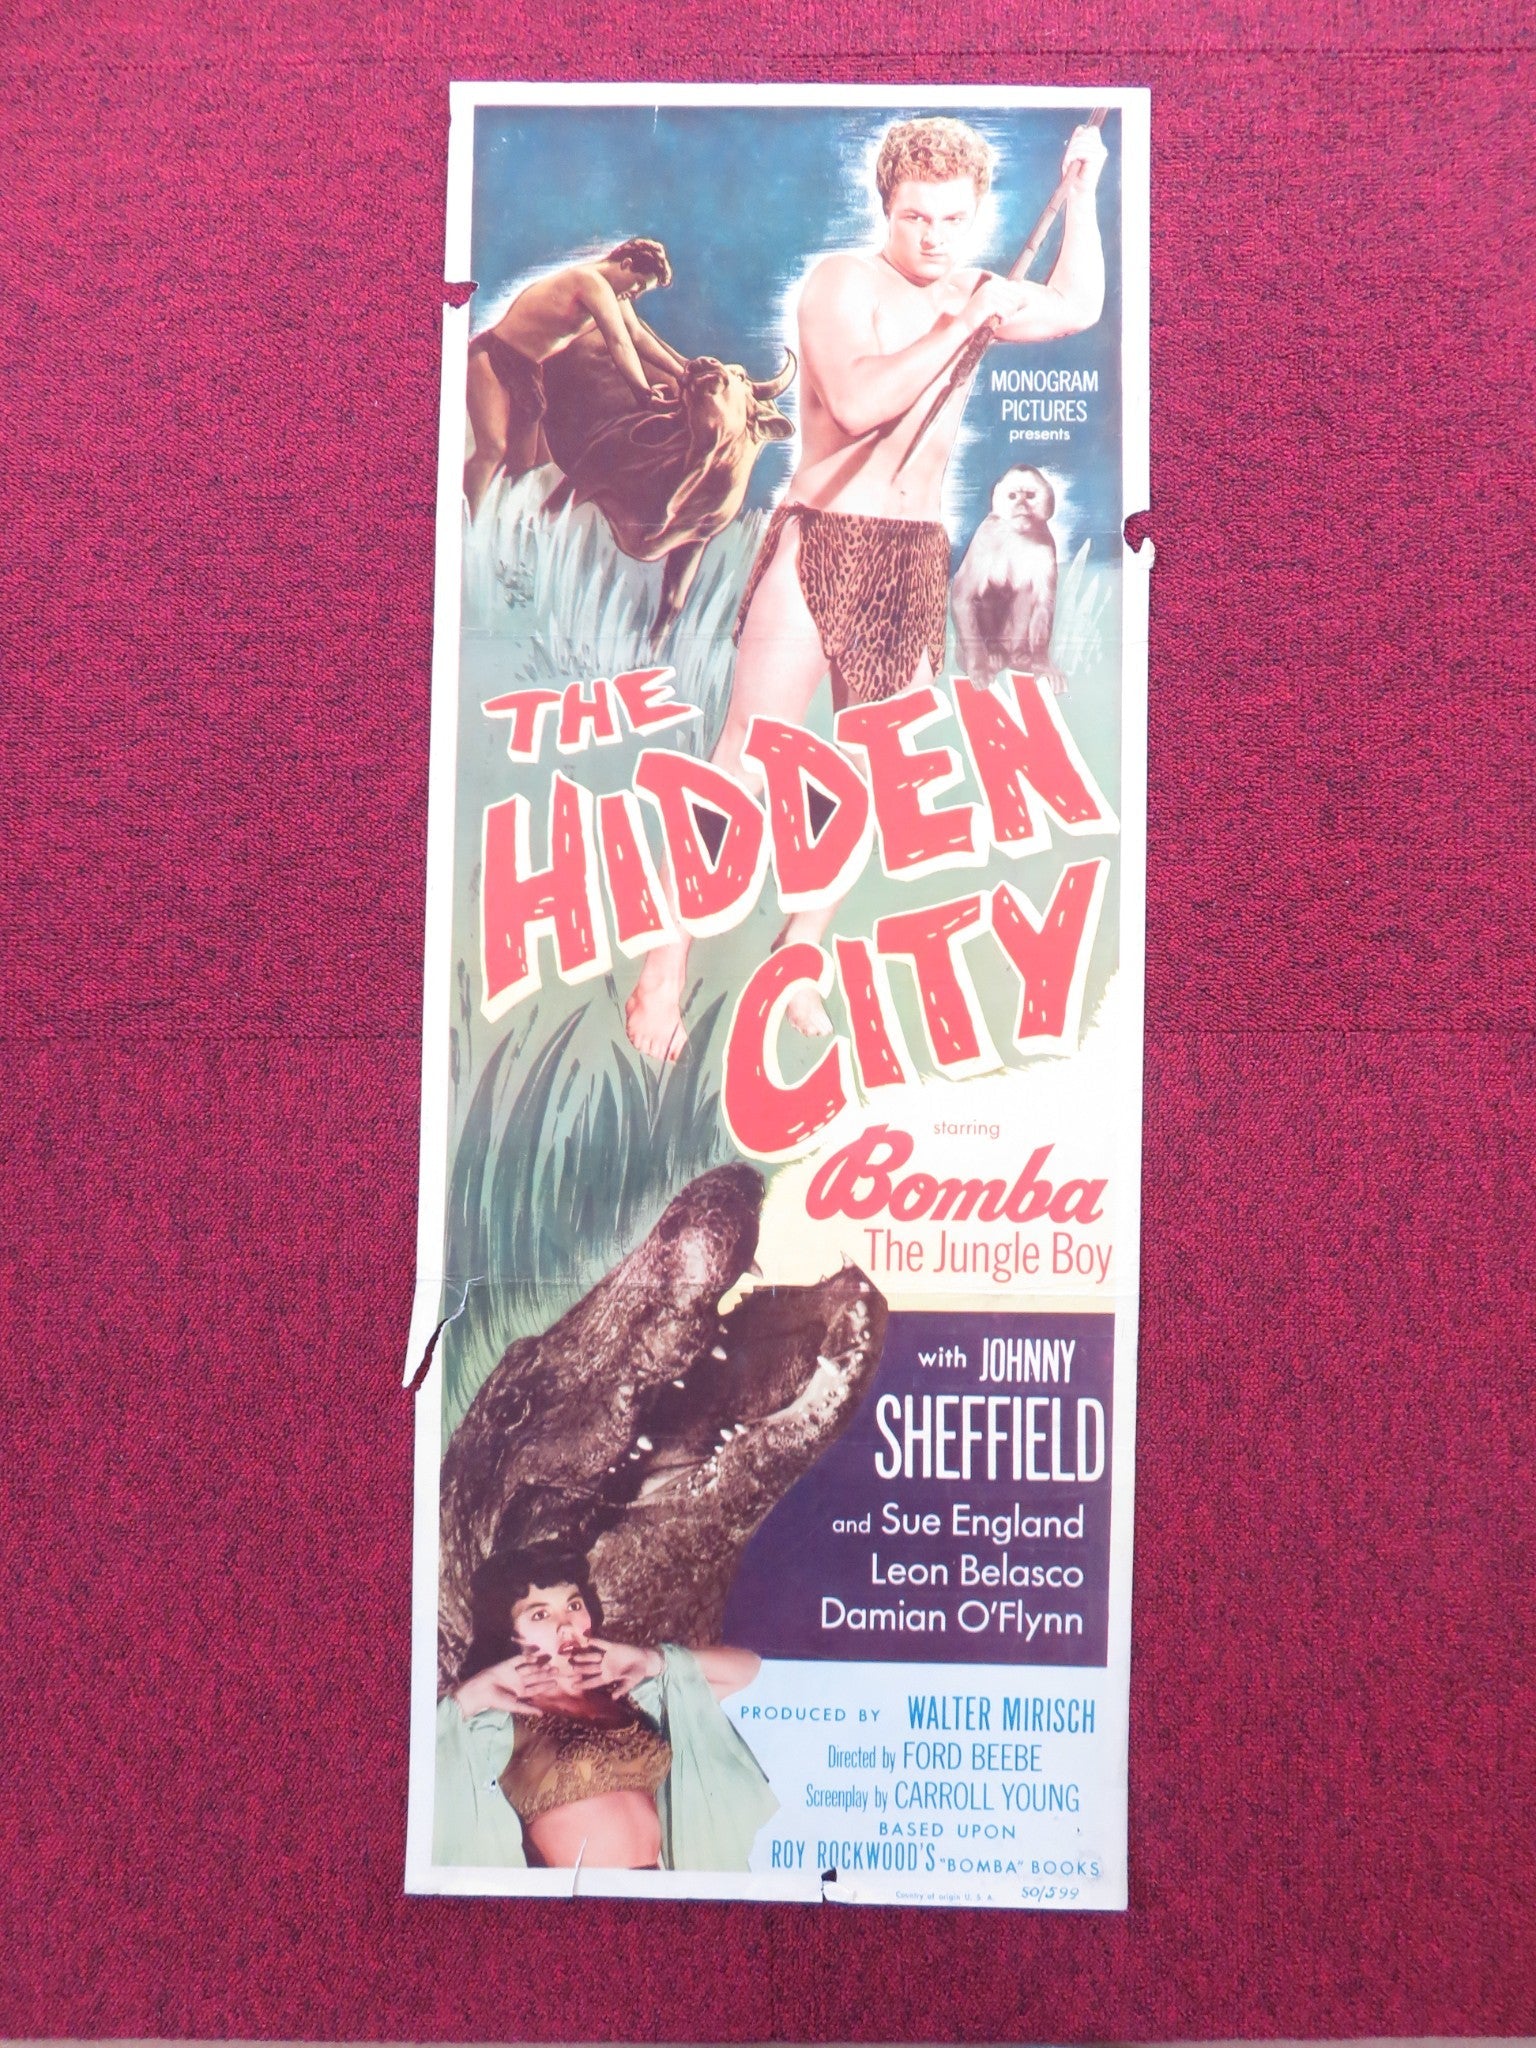 MONOGRAM
PICTURES
presents
THE
HIDDEN
CITY
starring
Bomba
The Jungle Boy
with JOHNNY
SHEFFIELD
and Sue England
Leon Belasco
Damian O'Flynn
PRODUCED BY WALTER MIRISCH
Directed by FORD BEEBE
Screenplay by CARROLL YOUNG
BASED UPON
ROY ROCKWOOD'S "BOMBA" BOOKS
Country of origin U. S. A. 50/599